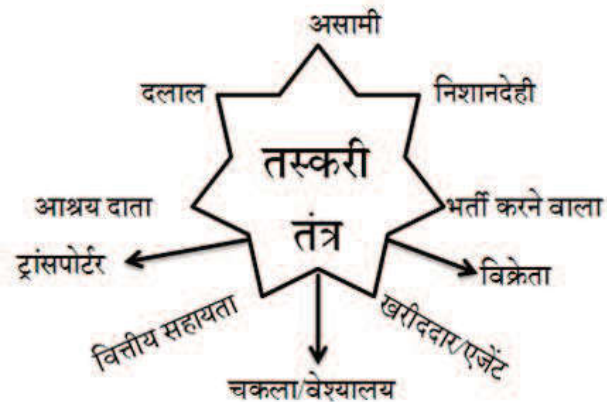 असामी
दलाल
निशानदेही
तस्करी
तंत्र
आश्रय दाता
भर्ती करने वाला
ट्रांसपोर्टर
विक्रेता
वित्तीय सहायता
खरीददार/एजेंट
चकला/वेश्यालय